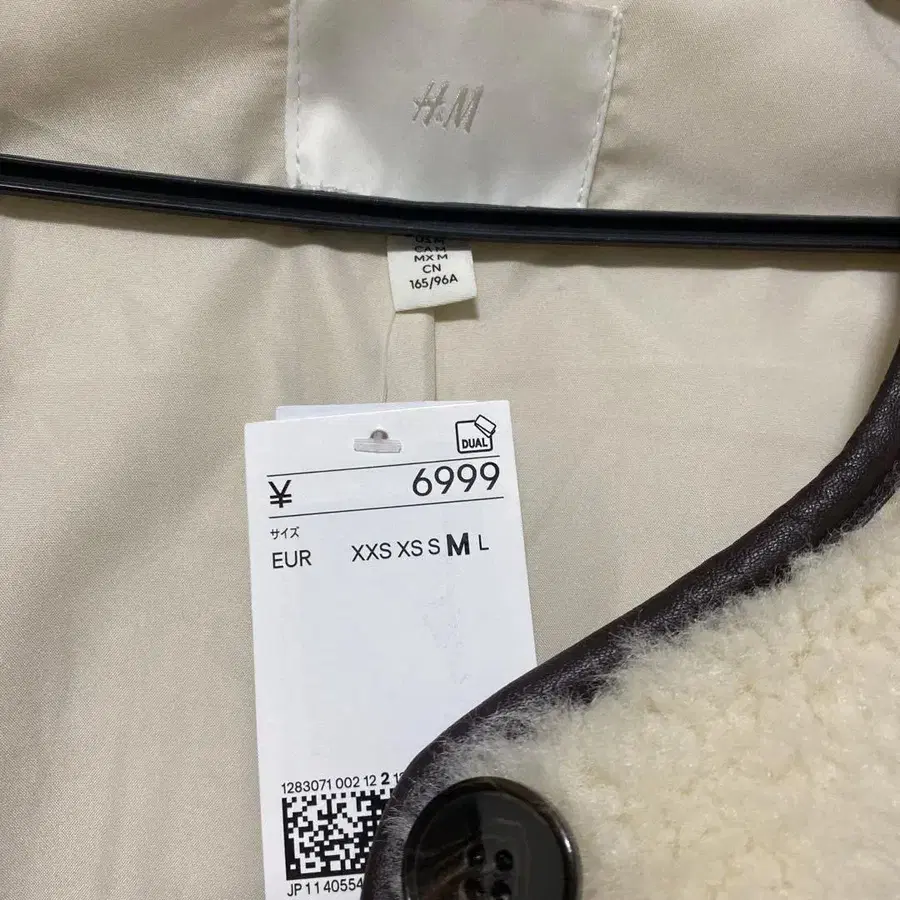 H&M
US M
CA M
MX M
CN
165/96A
DUAL
¥ 6999
サイズ
EUR XXS XS S M L
1283071 002 12 2
JP 11 40554